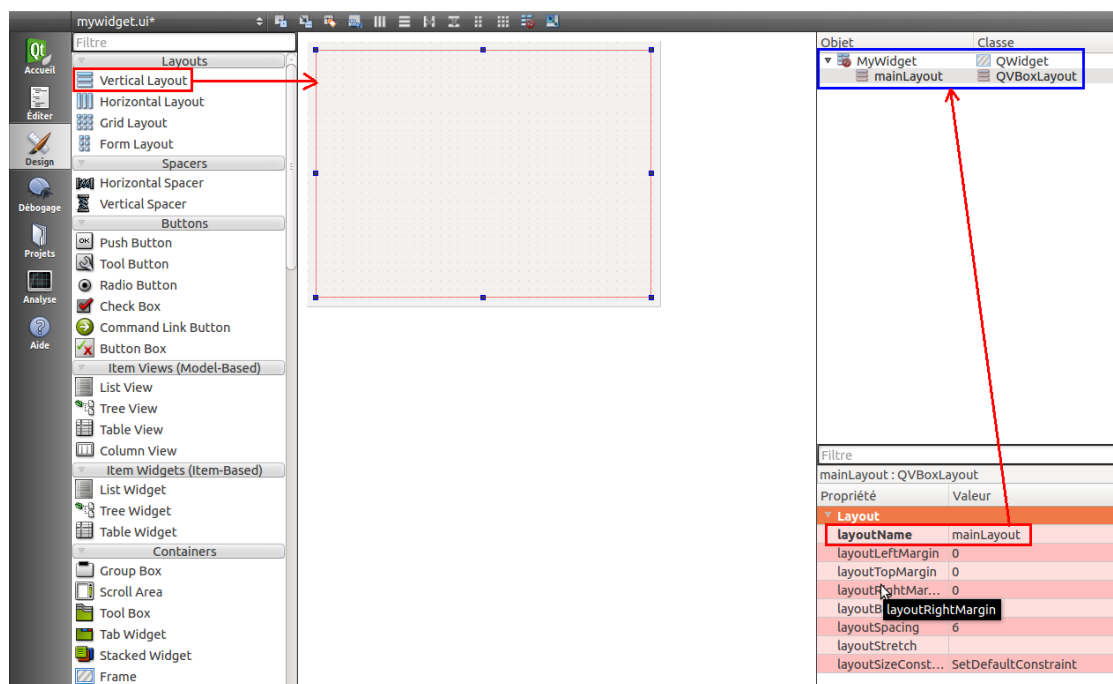 mywidget.ui*
Accueil
Éditer
Design
Débogage
Projets
Analyse
Aide
Filtre
Layouts
Vertical Layout
Horizontal Layout
Grid Layout
Form Layout
Spacers
Horizontal Spacer
Vertical Spacer
Buttons
OK Push Button
Tool Button
Radio Button
Check Box
Command Link Button
Button Box
Item Views (Model-Based)
List View
Tree View
Table View
Column View
Item Widgets (Item-Based)
List Widget
Tree Widget
Table Widget
Containers
Group Box
Scroll Area
Tool Box
Tab Widget
Stacked Widget
Frame
Objet Classe
MyWidget QWidget
mainLayout QVBoxLayout
Filtre
mainLayout : QVBoxLayout
Propriété Valeur
Layout
layoutName mainLayout
layoutLeftMargin 0
layoutTopMargin 0
layoutRightMar... 0
layoutB
layoutRightMargin
layoutSpacing 6
layoutStretch
layoutSizeConst... SetDefaultConstraint